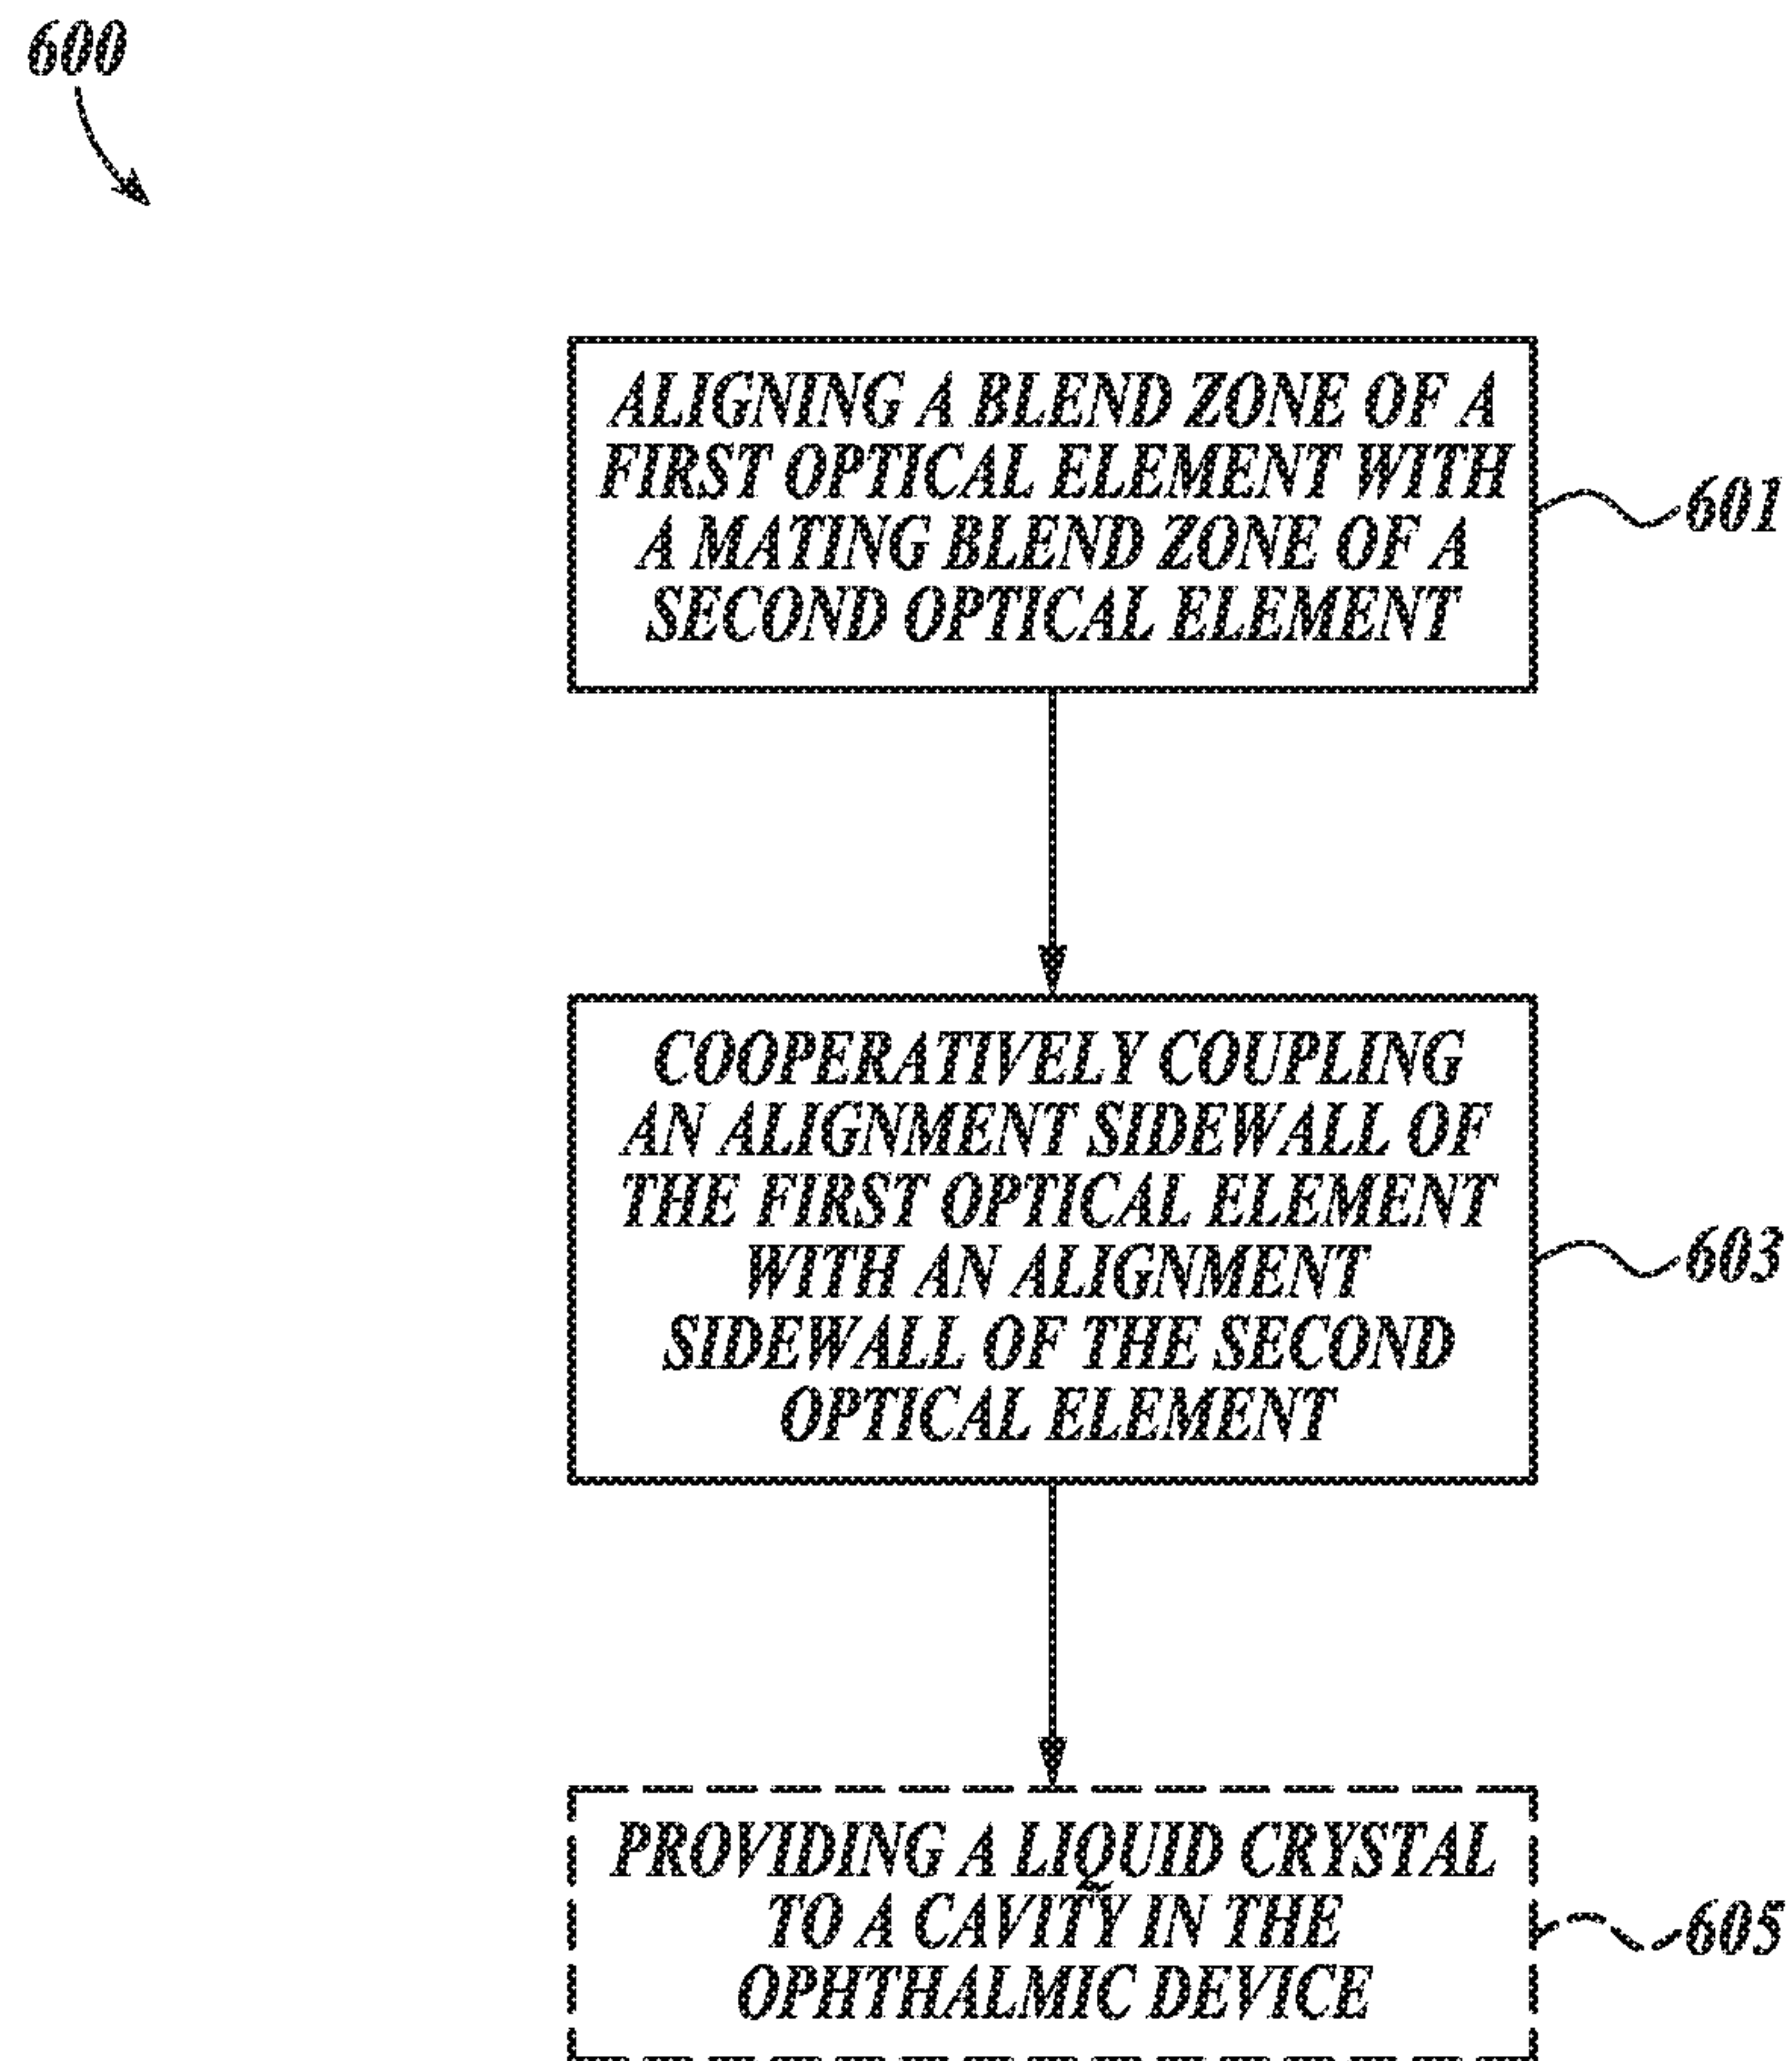 600
ALIGNING A BLEND ZONE OF A
FIRST OPTICAL ELEMENT WITH
A MATING BLEND ZONE OF A
SECOND OPTICAL ELEMENT
601
COOPERATIVELY COUPLING
AN ALIGNMENT SIDEWALL OF
THE FIRST OPTICAL ELEMENT
WITH AN ALIGNMENT
SIDEWALL OF THE SECOND
OPTICAL ELEMENT
603
PROVIDING A LIQUID CRYSTAL
TO A CAVITY IN THE
OPHTHALMIC DEVICE
605